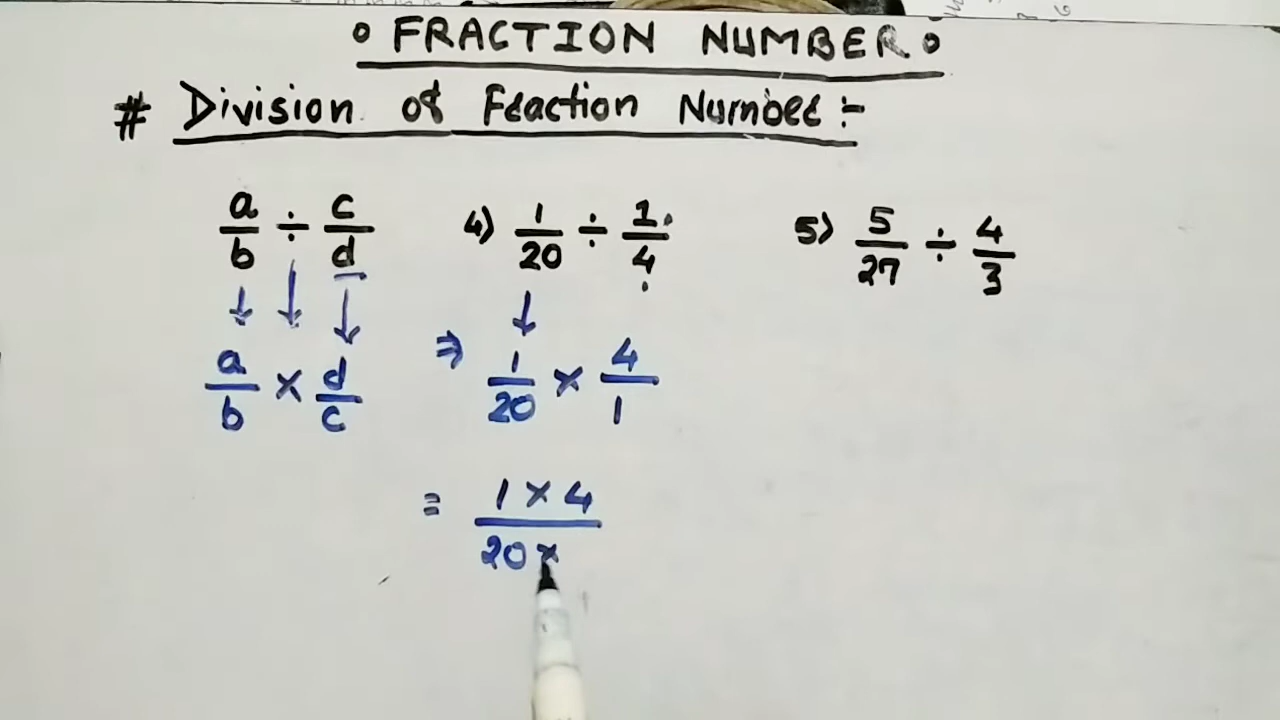 • FRACTION NUMBER •
# Division of Fraction Number :-
a/b ÷ c/d
a/b × d/c
4) 1/20 ÷ 1/4
⇒ 1/20 × 4/1
= 1 × 4 / 20 ×
5) 5/27 ÷ 4/3